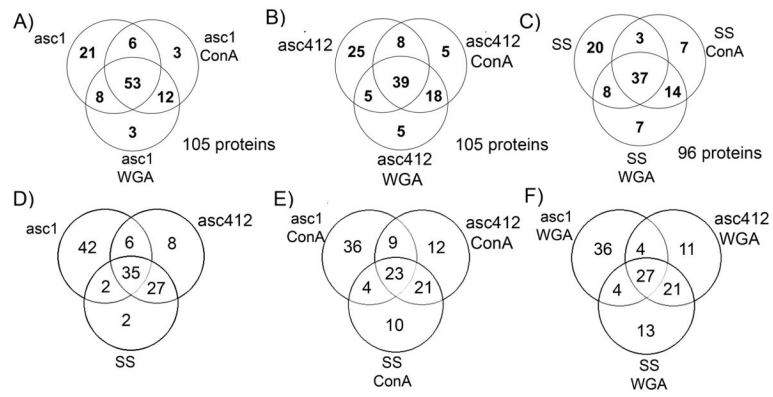 A)
asc1
asc1
ConA
21
6
3
53
8
12
3
asc1
WGA
105 proteins
B)
asc412
asc412
ConA
25
8
5
39
5
18
5
asc412
WGA
105 proteins
C)
SS
SS
ConA
20
3
7
37
8
14
7
SS
WGA
96 proteins
D)
asc1
asc412
42
6
8
35
2
27
2
SS
E)
asc1
ConA
asc412
ConA
36
9
12
23
4
21
10
SS
ConA
F)
asc1
WGA
asc412
WGA
36
4
11
27
4
21
13
SS
WGA